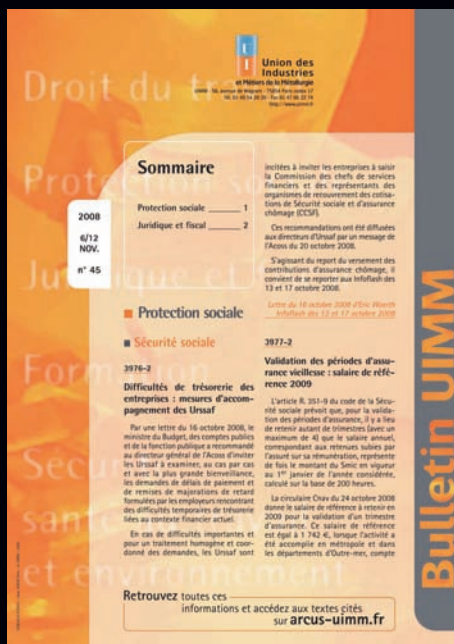 Droit du tra
Union des
Industries
et Métiers de la Métallurgie
Protection so
Juridique et fi
Formation
Sécur
san
et environnement
2008
6/12
NOV.
n° 45
Sommaire
Protection sociale ______ 1
Juridique et fiscal ______ 2
■ Protection sociale
■ Sécurité sociale
3976-2
Difficultés de trésorerie des
entreprises : mesures d'accom-
pagnement des Urssaf
Par une lettre du 16 octobre 2008, le
ministre du Budget, des comptes publics
et de la fonction publique a recommandé
au directeur général de l'Acoss d'inviter
les Urssaf à examiner, au cas par cas
et avec la plus grande bienveillance,
les demandes de délais de paiement et
de remises de majorations de retard
formulées par les employeurs rencontrant
des difficultés temporaires de trésorerie
liées au contexte financier actuel.
En cas de difficultés importantes et
pour un traitement homogène et coor-
donné des demandes, les Urssaf sont
incitées à inviter les entreprises à saisir
la Commission des chefs de services
financiers et des représentants des
organismes de recouvrement des cotisa-
tions de Sécurité sociale et d'assurance
chômage (CCSF).
Ces recommandations ont été diffusées
aux directeurs d'Urssaf par un message de
l'Acoss du 20 octobre 2008.
S'agissant du report du versement des
contributions d'assurance chômage, il
convient de se reporter aux Infoflash des
13 et 17 octobre 2008.
Lettre du 16 octobre 2008 d'Eric Woerth
Infoflash des 13 et 17 octobre 2008
3977-2
Validation des périodes d'assu-
rance vieillesse : salaire de réfé-
rence 2009
L'article R. 351-9 du code de la Sécu-
rité sociale prévoit que, pour la valida-
tion des périodes d'assurance, il y a lieu
de retenir autant de trimestres (avec un
maximum de 4) que le salaire annuel,
correspondant aux retenues subies par
l'assuré sur sa rémunération, représente
de fois le montant du Smic en vigueur
au 1er janvier de l'année considérée,
calculé sur la base de 200 heures.
La circulaire Cnav du 24 octobre 2008
donne le salaire de référence à retenir en
2009 pour la validation d'un trimestre
d'assurance. Ce salaire de référence
est égal à 1 742 €, lorsque l'activité a
été accomplie en métropole et dans
les départements d'Outre-mer, compte
Retrouvez toutes ces
informations et accédez aux textes cités
sur arcus-uimm.fr
Bulletin UIMM